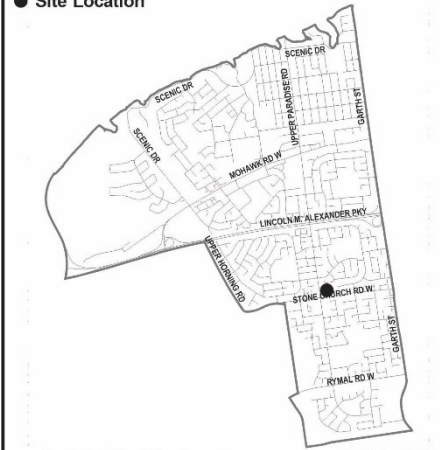 Site Location
SCENIC DR
SCENIC DR
UPPER PARADISE RD
GARTH ST
SCENIC DR
MOHAWK RD W
LINCOLN M. ALEXANDER PKY
UPPER HORNING RD
STONE CHURCH RD W
GARTH ST
RYMAL RD W